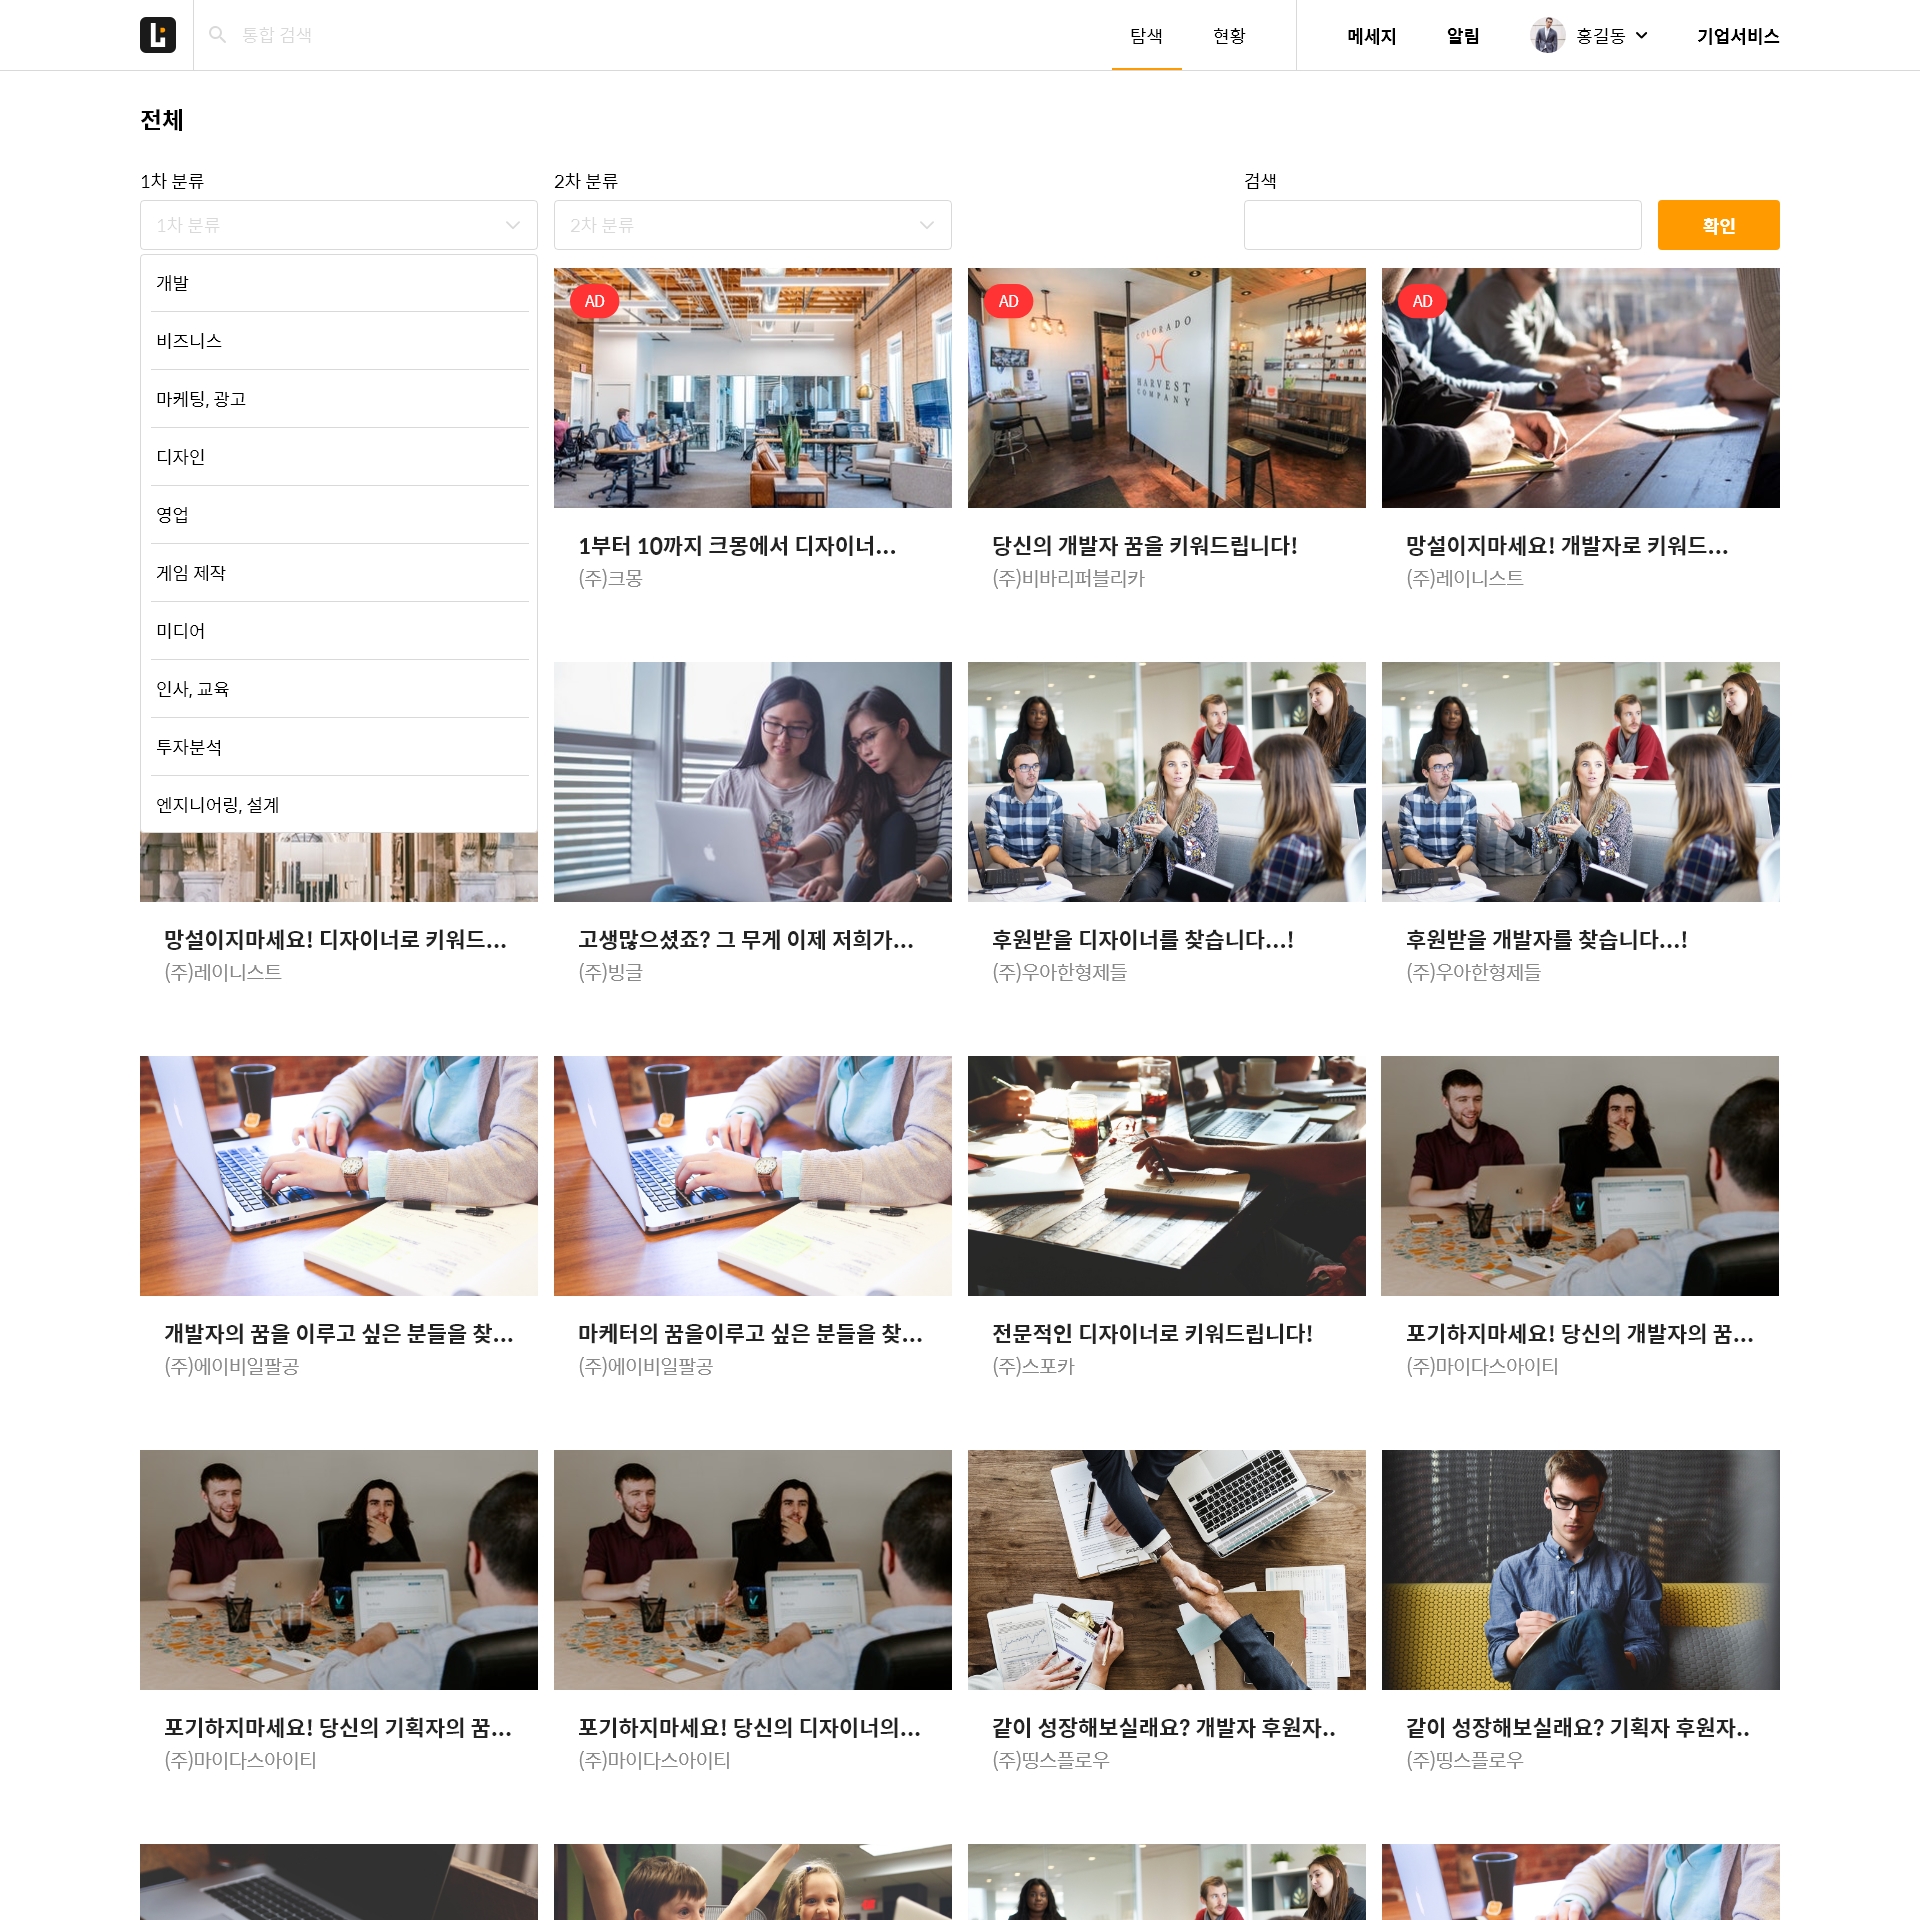 통합 검색
탐색
현황
메세지
알림
홍길동
기업서비스
전체
1차 분류
2차 분류
검색
1차 분류
2차 분류
확인
개발
비즈니스
마케팅, 광고
디자인
영업
게임 제작
미디어
인사, 교육
투자분석
엔지니어링, 설계
AD
AD
COLORADO
HARVEST
COMPANY
AD
1부터 10까지 크몽에서 디자이너...
(주)크몽
당신의 개발자 꿈을 키워드립니다!
(주)비바리퍼블리카
망설이지마세요! 개발자로 키워드...
(주)레이니스트
망설이지마세요! 디자이너로 키워드...
(주)레이니스트
고생많으셨죠? 그 무게 이제 저희가...
(주)빙글
후원받을 디자이너를 찾습니다...!
(주)우아한형제들
후원받을 개발자를 찾습니다...!
(주)우아한형제들
개발자의 꿈을 이루고 싶은 분들을 찾...
(주)에이비일팔공
마케터의 꿈을이루고 싶은 분들을 찾...
(주)에이비일팔공
전문적인 디자이너로 키워드립니다!
(주)스포카
포기하지마세요! 당신의 개발자의 꿈...
(주)마이다스아이티
포기하지마세요! 당신의 기획자의 꿈...
(주)마이다스아이티
포기하지마세요! 당신의 디자이너의...
(주)마이다스아이티
같이 성장해보실래요? 개발자 후원자..
(주)띵스플로우
같이 성장해보실래요? 기획자 후원자..
(주)띵스플로우